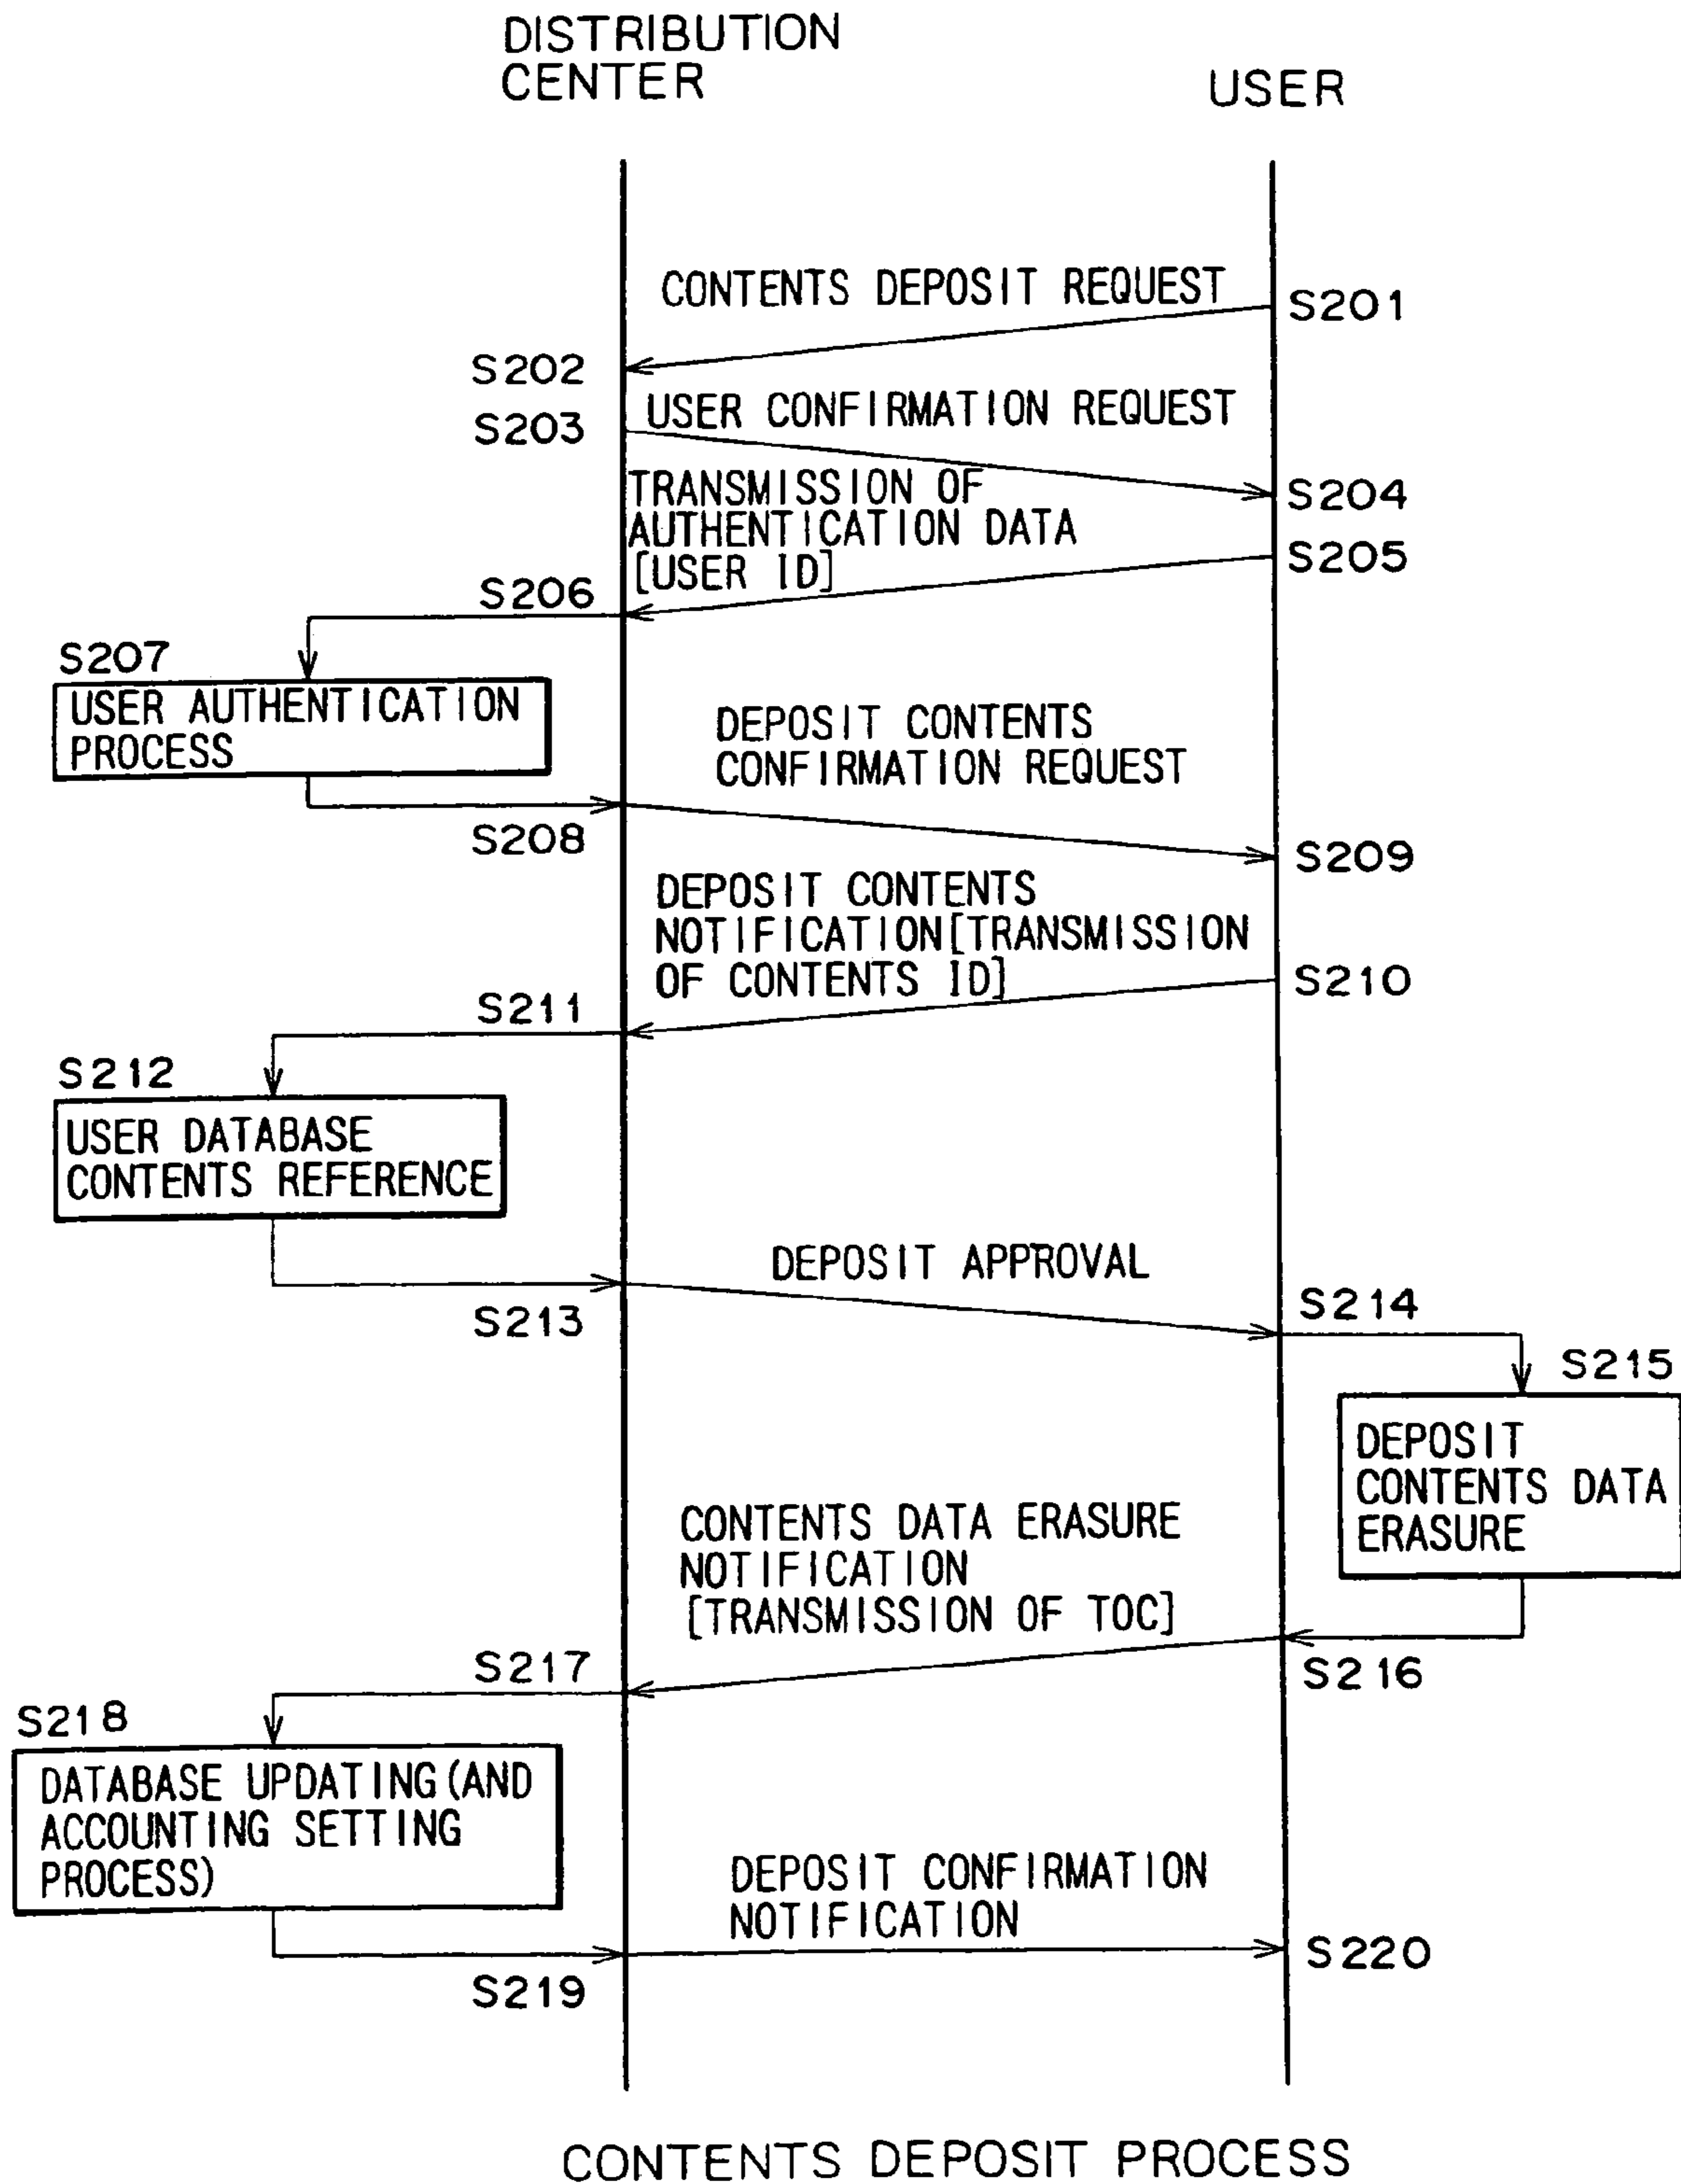 DISTRIBUTION
CENTER
USER
CONTENTS DEPOSIT REQUEST
S201
S202
USER CONFIRMATION REQUEST
S203
TRANSMISSION OF
S204
AUTHENTICATION DATA
S205
[USER ID]
S206
S207
USER AUTHENTICATION
PROCESS
DEPOSIT CONTENTS
CONFIRMATION REQUEST
S208
S209
DEPOSIT CONTENTS
NOTIFICATION[TRANSMISSION
OF CONTENTS ID]
S210
S211
S212
USER DATABASE
CONTENTS REFERENCE
DEPOSIT APPROVAL
S213
S214
S215
DEPOSIT
CONTENTS DATA
ERASURE
CONTENTS DATA ERASURE
NOTIFICATION
[TRANSMISSION OF TOC]
S216
S217
S218
DATABASE UPDATING(AND
ACCOUNTING SETTING
PROCESS)
DEPOSIT CONFIRMATION
NOTIFICATION
S219
S220
CONTENTS DEPOSIT PROCESS